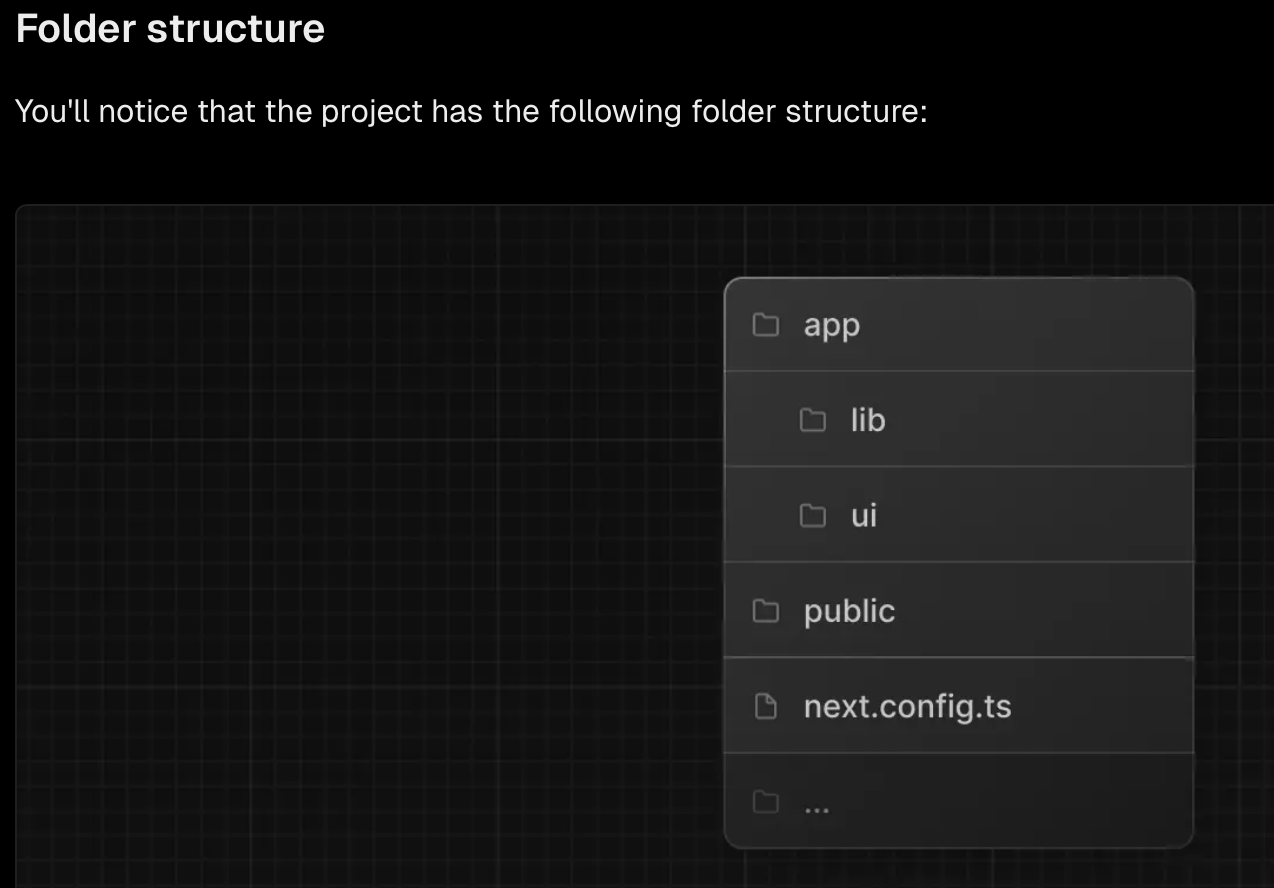 Folder structure
You'll notice that the project has the following folder structure:
app
lib
ui
public
next.config.ts
...